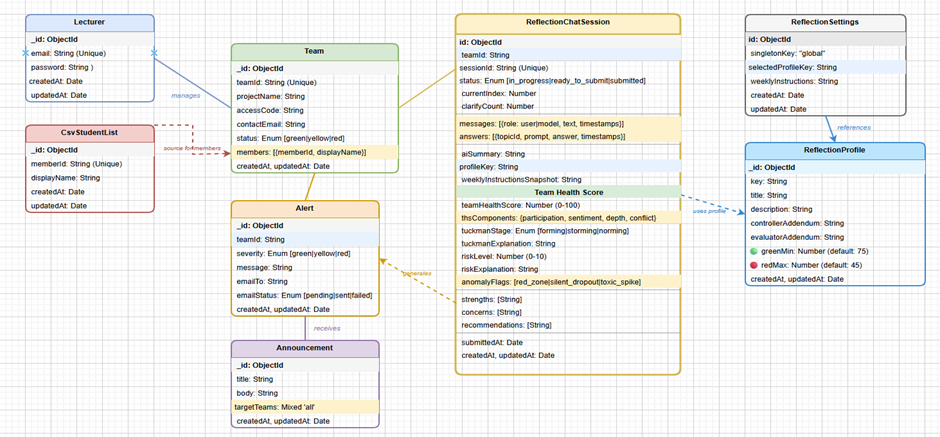 Lecturer
_id: ObjectId
email: String (Unique)
password: String )
createdAt: Date
updatedAt: Date
manages
CsvStudentList
_id: ObjectId
memberId: String (Unique)
displayName: String
createdAt: Date
updatedAt: Date
source for members
Team
_id: ObjectId
teamId: String (Unique)
projectName: String
accessCode: String
contactEmail: String
status: Enum [green|yellow|red]
members: [{memberId, displayName}]
createdAt, updatedAt: Date
Alert
_id: ObjectId
teamId: String
severity: Enum [green|yellow|red]
message: String
emailTo: String
emailStatus: Enum [pending|sent|failed]
createdAt, updatedAt: Date
receives
Announcement
_id: ObjectId
title: String
body: String
targetTeams: Mixed 'all'
createdAt, updatedAt: Date
generales
ReflectionChatSession
id: ObjectId
teamId: String
sessionId: String (Unique)
status: Enum [in_progress|ready_to_submit|submitted]
currentIndex: Number
clarifyCount: Number
messages: [{role: user|model, text, timestamps}]
answers: [{topicId, prompt, answer, timestamps}]
aiSummary: String
profileKey: String
weeklyInstructionsSnapshot: String
Team Health Score
teamHealthScore: Number (0-100)
thsComponents: {participation, sentiment, depth, conflict}
tuckmanStage: Enum [forming|storming|norming]
tuckmanExplanation: String
riskLevel: Number (0-10)
riskExplanation: String
anomalyFlags: [red_zone|silent_dropout|toxic_spike]
strengths: [String]
concerns: [String]
recommendations: [String]
submittedAt: Date
createdAt, updatedAt: Date
uses profile
ReflectionSettings
id: ObjectId
singletonKey: "global"
selectedProfileKey: String
weeklyInstructions: String
createdAt: Date
updatedAt: Date
references
ReflectionProfile
_id: ObjectId
key: String
title: String
description: String
controllerAddendum: String
evaluatorAddendum: String
greenMin: Number (default: 75)
redMax: Number (default: 45)
createdAt, updatedAt: Date